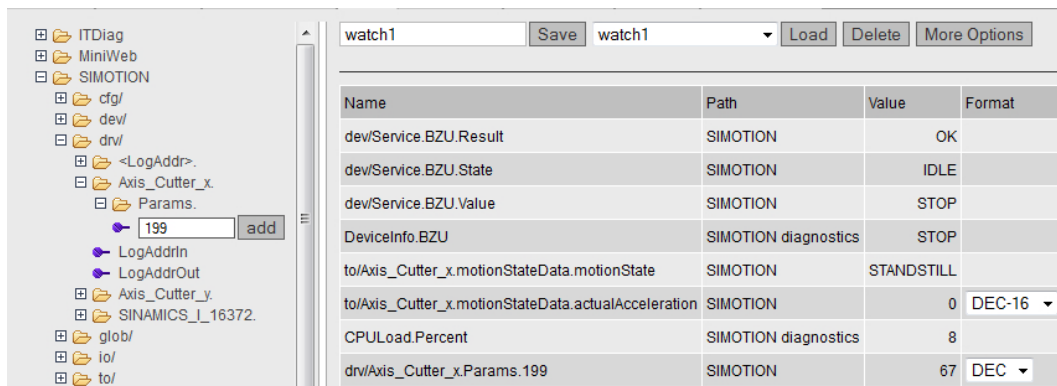 ITDiag
MiniWeb
SIMOTION
cfg/
dev/
drv/
<LogAddr>.
Axis_Cutter_x.
Params.
199 add
LogAddrIn
LogAddrOut
Axis_Cutter_y.
SINAMICS_I_16372.
glob/
io/
to/
watch1 Save watch1 Load Delete More Options
Name Path Value Format
dev/Service.BZU.Result SIMOTION OK
dev/Service.BZU.State SIMOTION IDLE
dev/Service.BZU.Value SIMOTION STOP
DeviceInfo.BZU SIMOTION diagnostics STOP
to/Axis_Cutter_x.motionStateData.motionState SIMOTION STANDSTILL
to/Axis_Cutter_x.motionStateData.actualAcceleration SIMOTION 0 DEC-16
CPULoad.Percent SIMOTION diagnostics 8
drv/Axis_Cutter_x.Params.199 SIMOTION 67 DEC